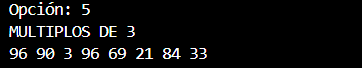 Opción: 5
MULTIPLOS DE 3
96 90 3 96 69 21 84 33